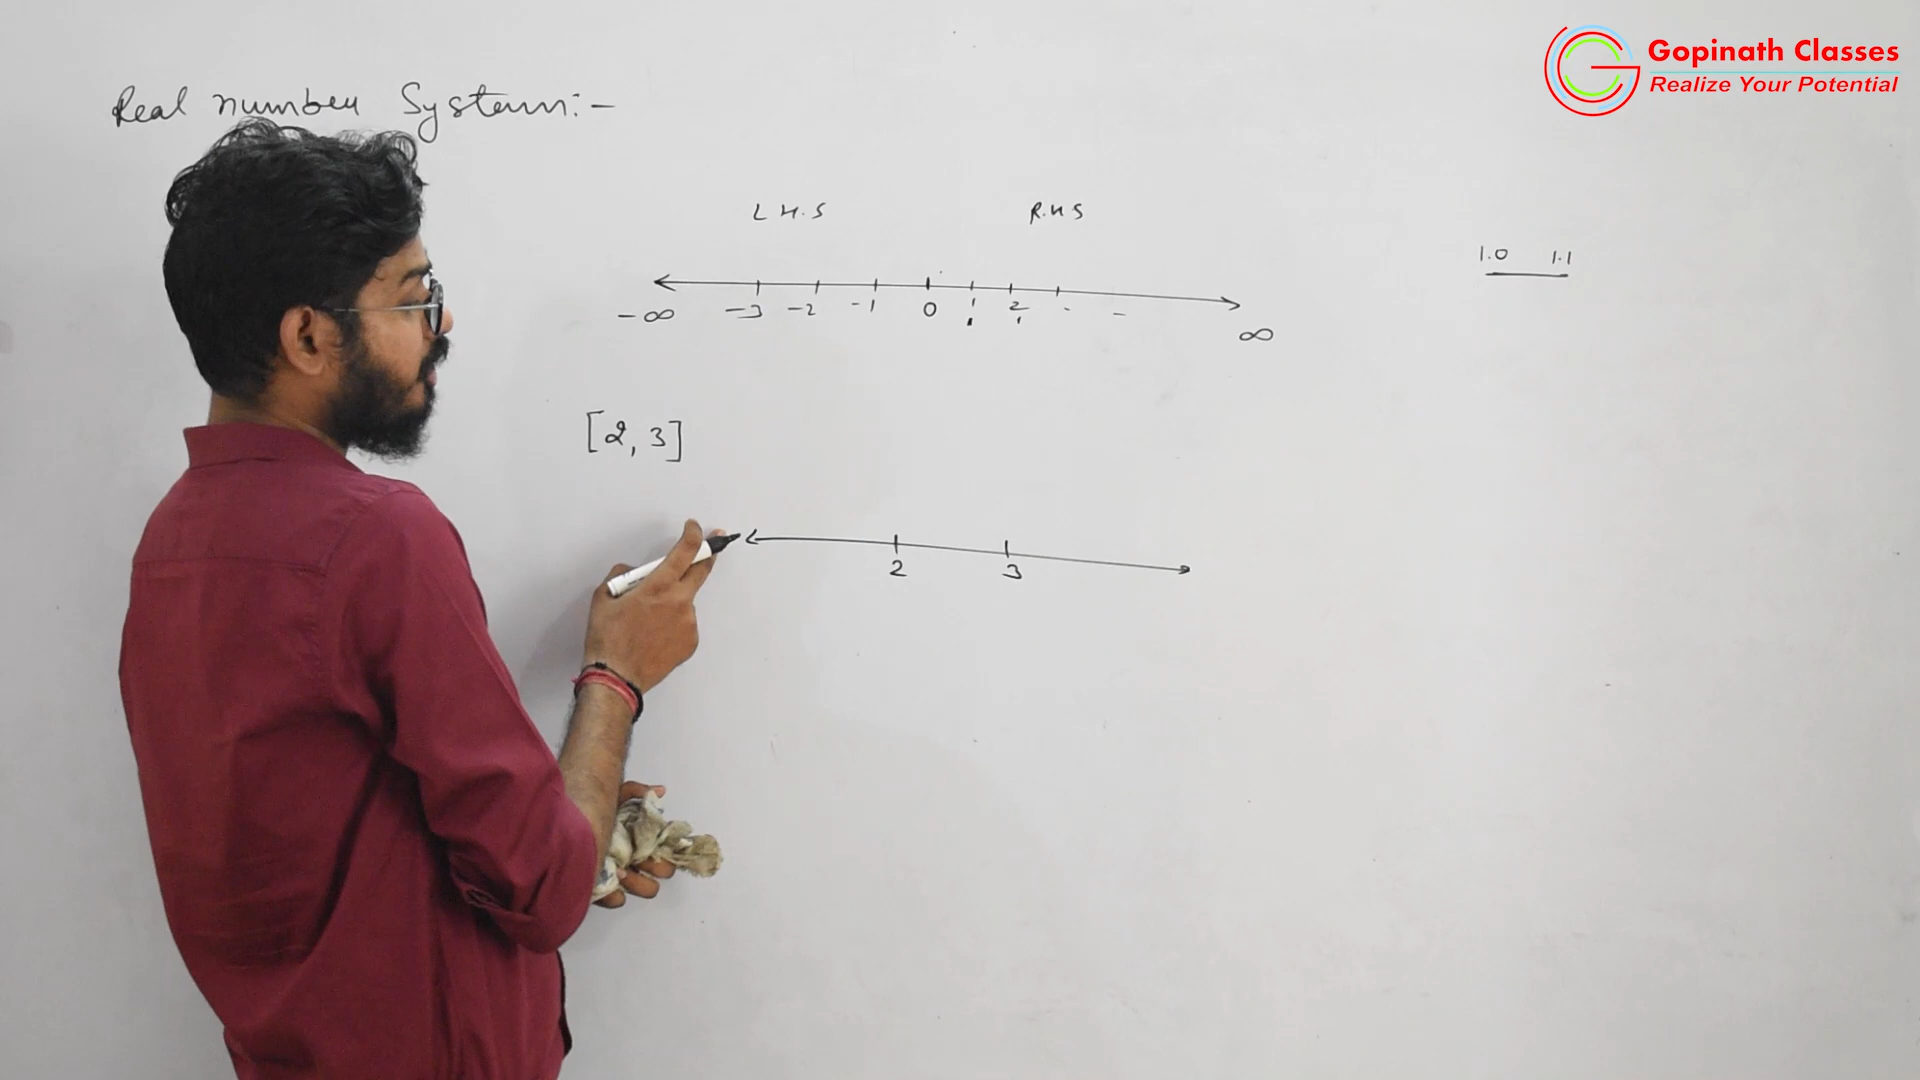 Gopinath Classes
Realize Your Potential
Real number System:-
L H.S R.H.S
1.0 1.1
-3 -2 -1 0 1 2 - -
-∞ ∞
[2, 3]
2 3